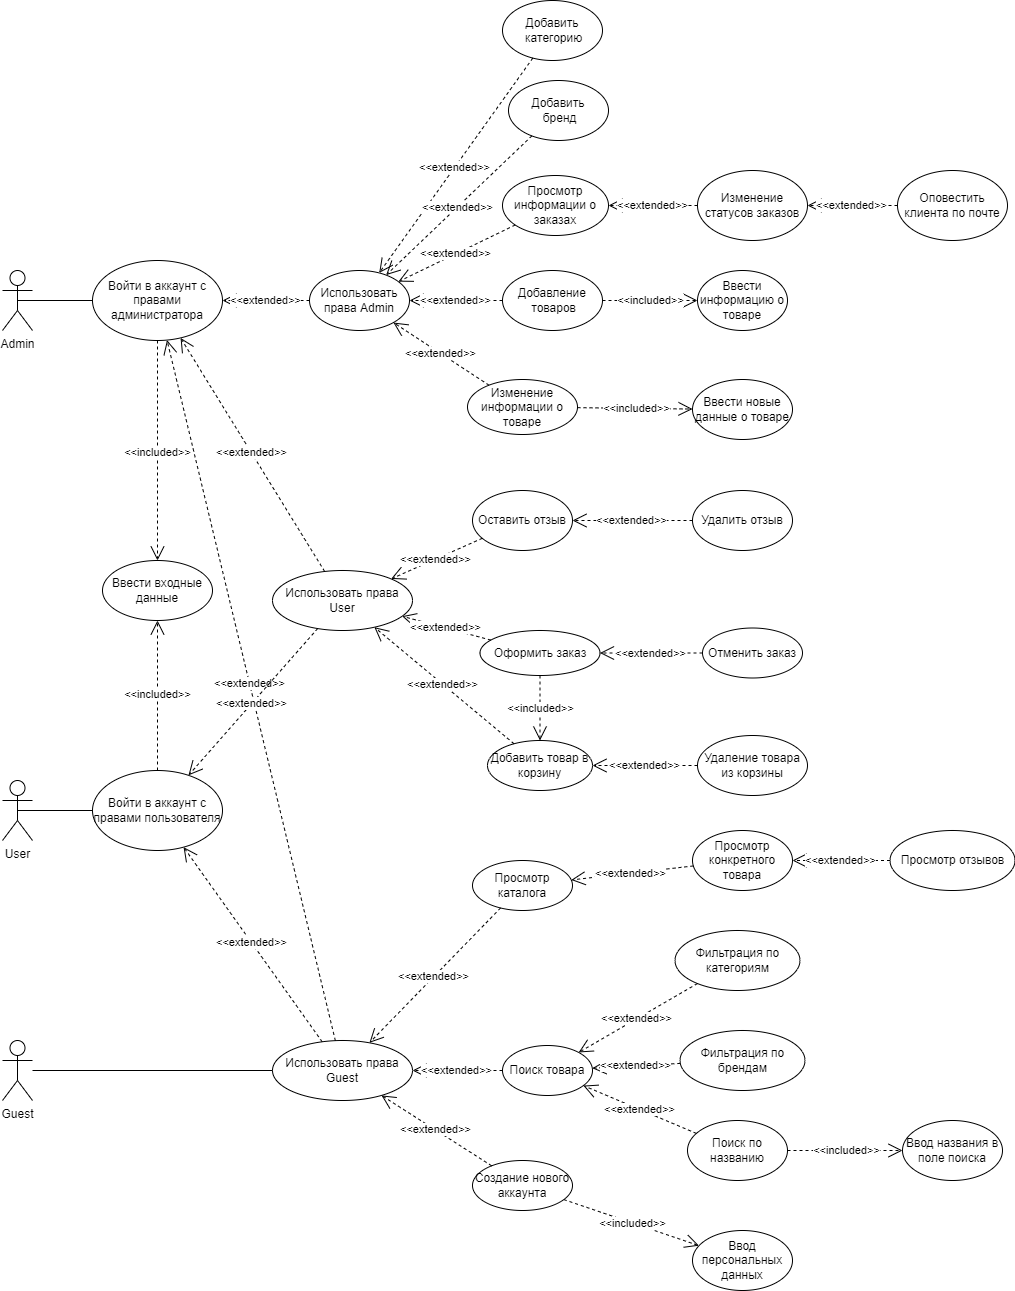 Добавить
категорию
Добавить
бренд
<<extended>>
<<extended>>
Просмотр
информации о
заказах
<<extended>>
Изменение
статусов заказов
<<extended>>
Оповестить
клиента по почте
<<extended>>
Admin
Войти в аккаунт с
правами
администратора
<<extended>>
Использовать
права Admin
<<extended>>
Добавление
товаров
<<included>>
Ввести
информацию о
товаре
<<extended>>
Изменение
информации о
товаре
<<included>>
Ввести новые
данные о товаре
<<included>>
<<extended>>
Оставить отзыв
<<extended>>
Удалить отзыв
<<extended>>
Ввести входные
данные
Использовать права
User
<<extended>>
Оформить заказ
<<extended>>
Отменить заказ
<<extended>>
<<extended>>
<<included>>
<<extended>>
<<included>>
Добавить товар в
корзину
<<extended>>
Удаление товара
из корзины
User
Войти в аккаунт с
правами пользователя
Просмотр
каталога
<<extended>>
Просмотр
конкретного
товара
<<extended>>
Просмотр отзывов
<<extended>>
<<extended>>
Фильтрация по
категориям
<<extended>>
Guest
Использовать права
Guest
<<extended>>
Поиск товара
<<extended>>
Фильтрация по
брендам
<<extended>>
<<extended>>
Поиск по
названию
<<included>>
Ввод названия в
поле поиска
Создание нового
аккаунта
<<included>>
Ввод
персональных
данных